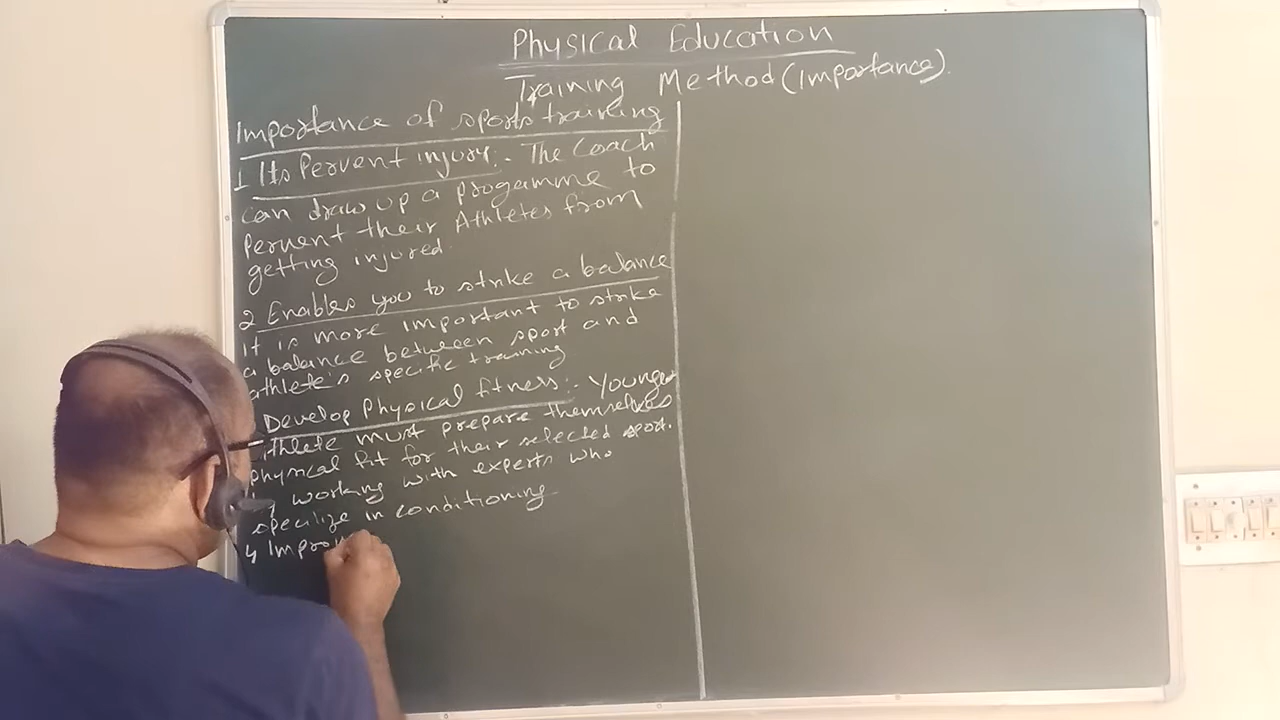 Physical Education
Training Method (Importance).
Importance of sports training
1 Its Pervent injury:- The Coach
can draw up a progamme to
Pervent their Athletes from
getting injured
2 Enables you to strike a balance
it is more important to strike
a balance between sport and
athlete's specific training
Develop Physical fitness:- Younger
athlete must prepare themselves
physical fit for their selected sport.
working with experts who
specilize in conditioning
4 Impro